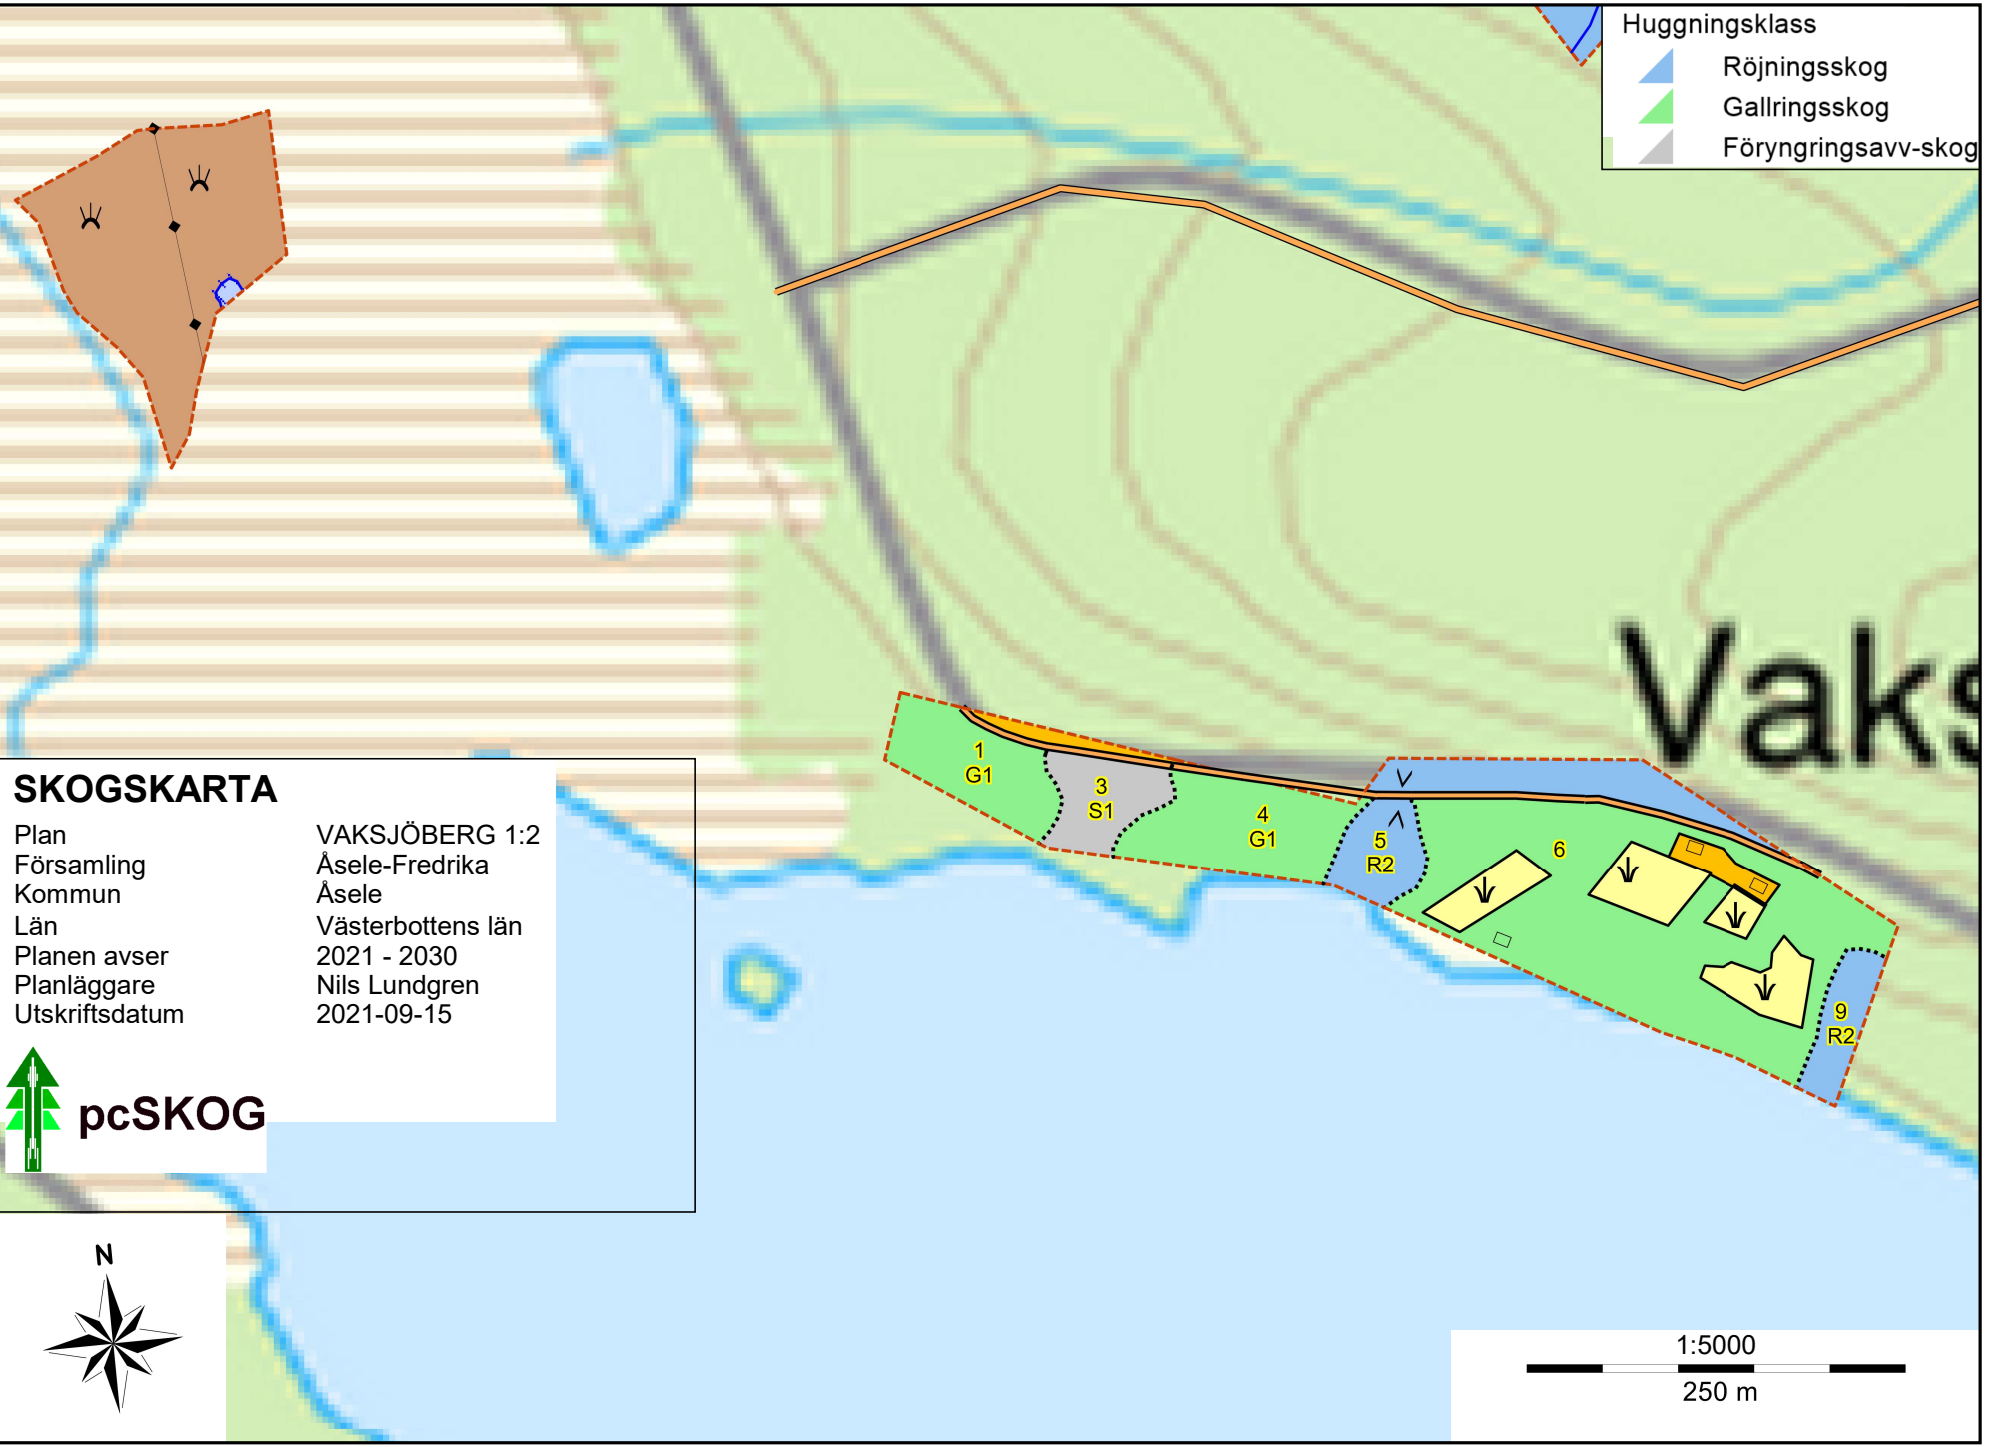 Huggningsklass
Röjningsskog
Gallringsskog
Föryngringsavv-skog
Vaks
1
G1
3
S1
4
G1
5
R2
6
9
R2
SKOGSKARTA
Plan VAKSJÖBERG 1:2
Församling Åsele-Fredrika
Kommun Åsele
Län Västerbottens län
Planen avser 2021 - 2030
Planläggare Nils Lundgren
Utskriftsdatum 2021-09-15
pcSKOG
N
1:5000
250 m